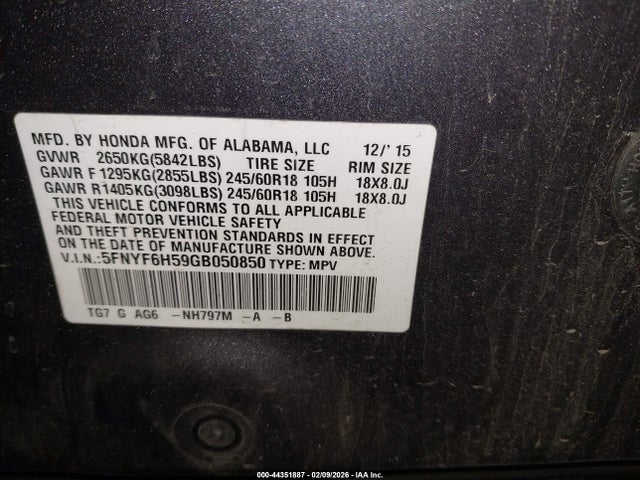 MFD. BY HONDA MFG. OF ALABAMA, LLC 12/'15
GVWR 2650KG(5842LBS) TIRE SIZE RIM SIZE
GAWR F 1295KG(2855LBS) 245/60R18 105H 18X8.0J
GAWR R 1405KG(3098LBS) 245/60R18 105H 18X8.0J
THIS VEHICLE CONFORMS TO ALL APPLICABLE
FEDERAL MOTOR VEHICLE SAFETY
AND THEFT PREVENTION STANDARDS IN EFFECT
ON THE DATE OF MANUFACTURE SHOWN ABOVE.
V.I.N.:5FNYF6H59GB050850 TYPE: MPV
TG7 G AG6 -NH797M -A -B
000-44351887 - 02/09/2026 - IAA Inc.